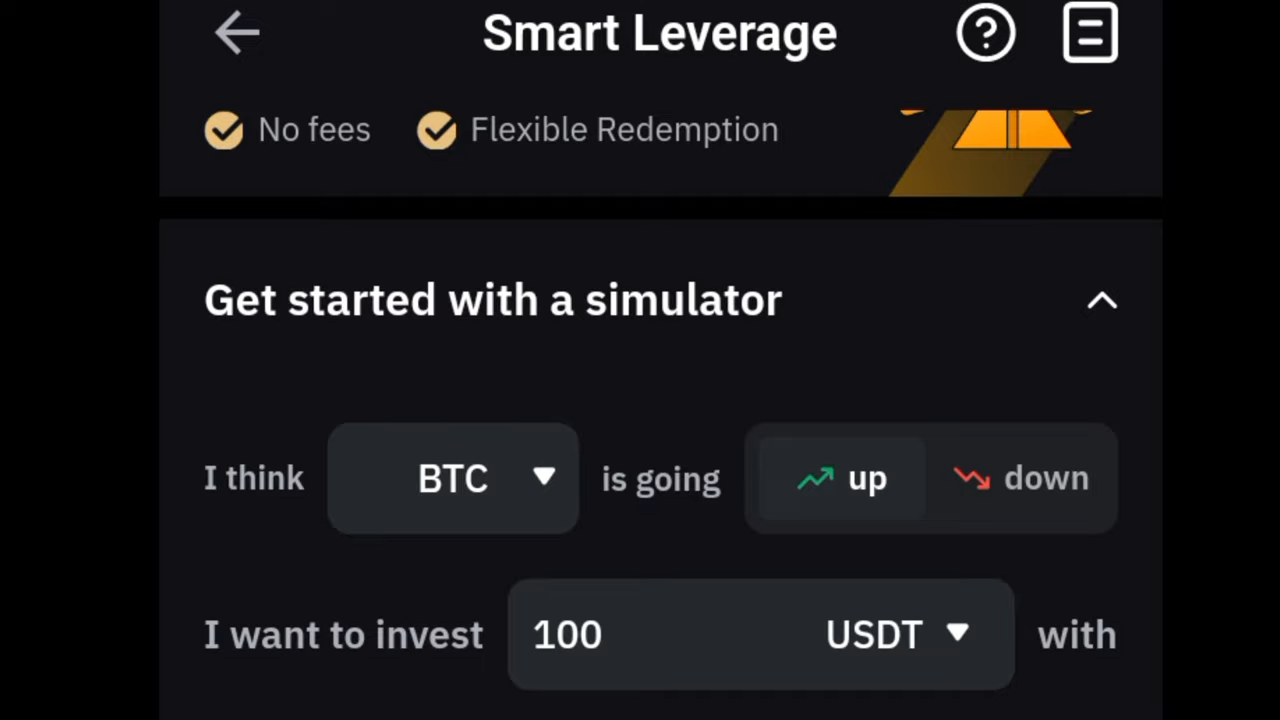 Smart Leverage
No fees Flexible Redemption
Get started with a simulator
I think BTC is going up down
I want to invest 100 USDT with